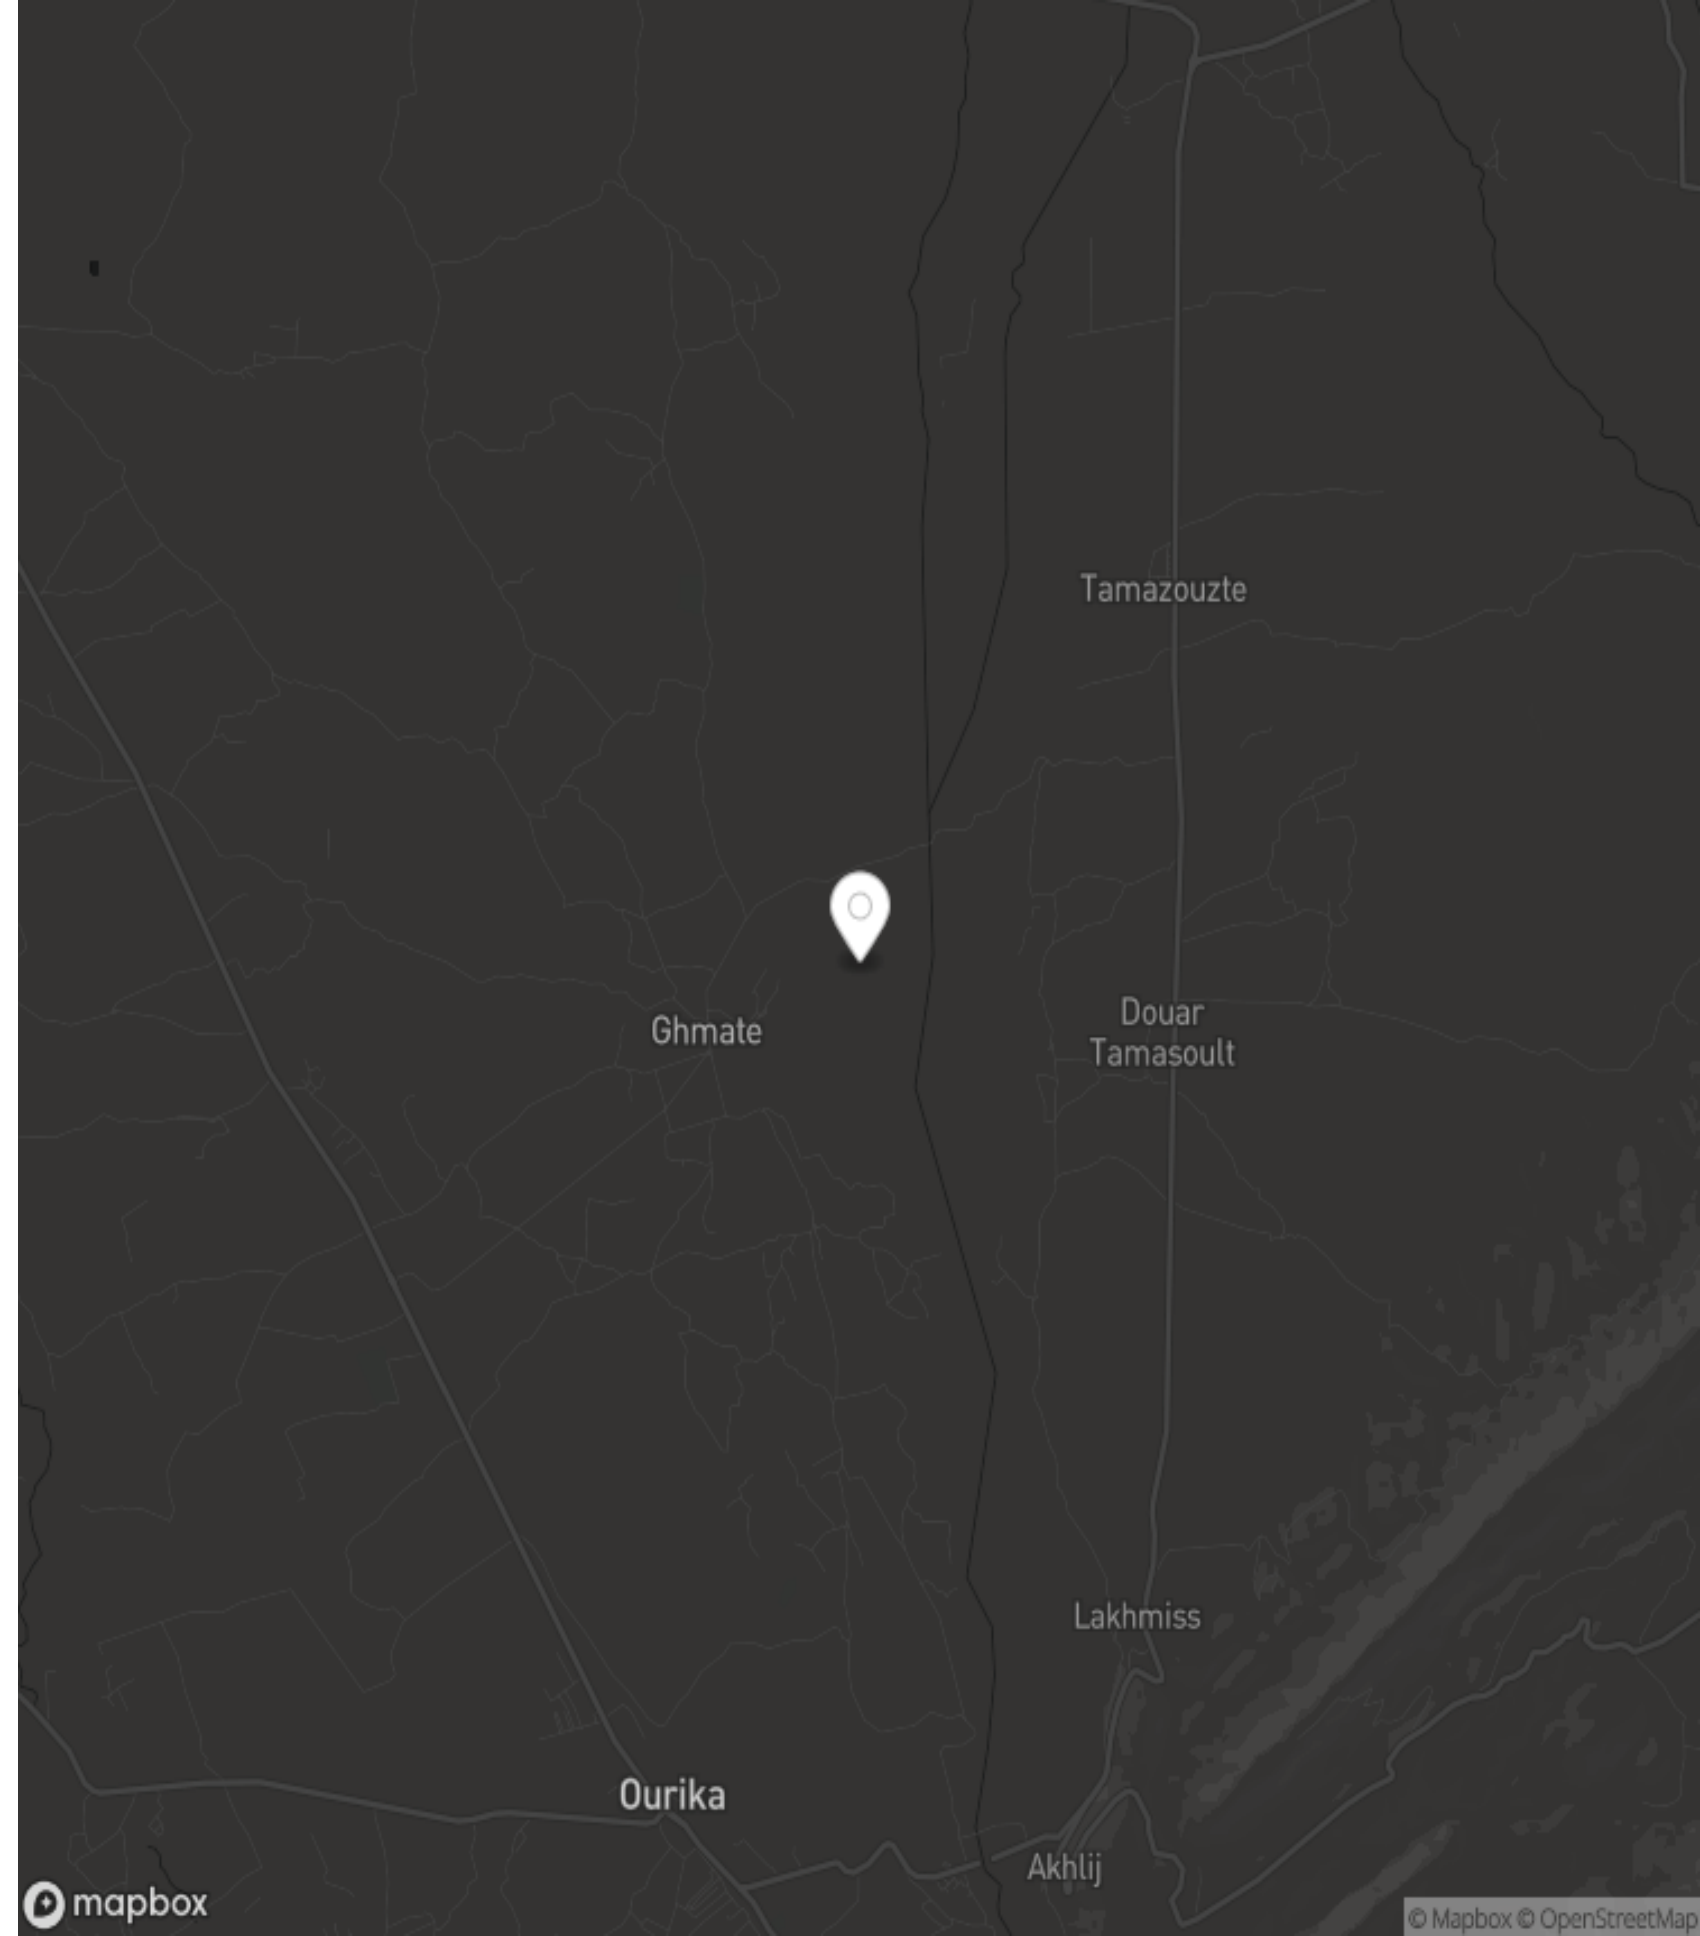 Tamazouzte
Douar
Tamasoult
Ghmate
Lakhmiss
Ourika
Akhlij
mapbox
© Mapbox © OpenStreetMap